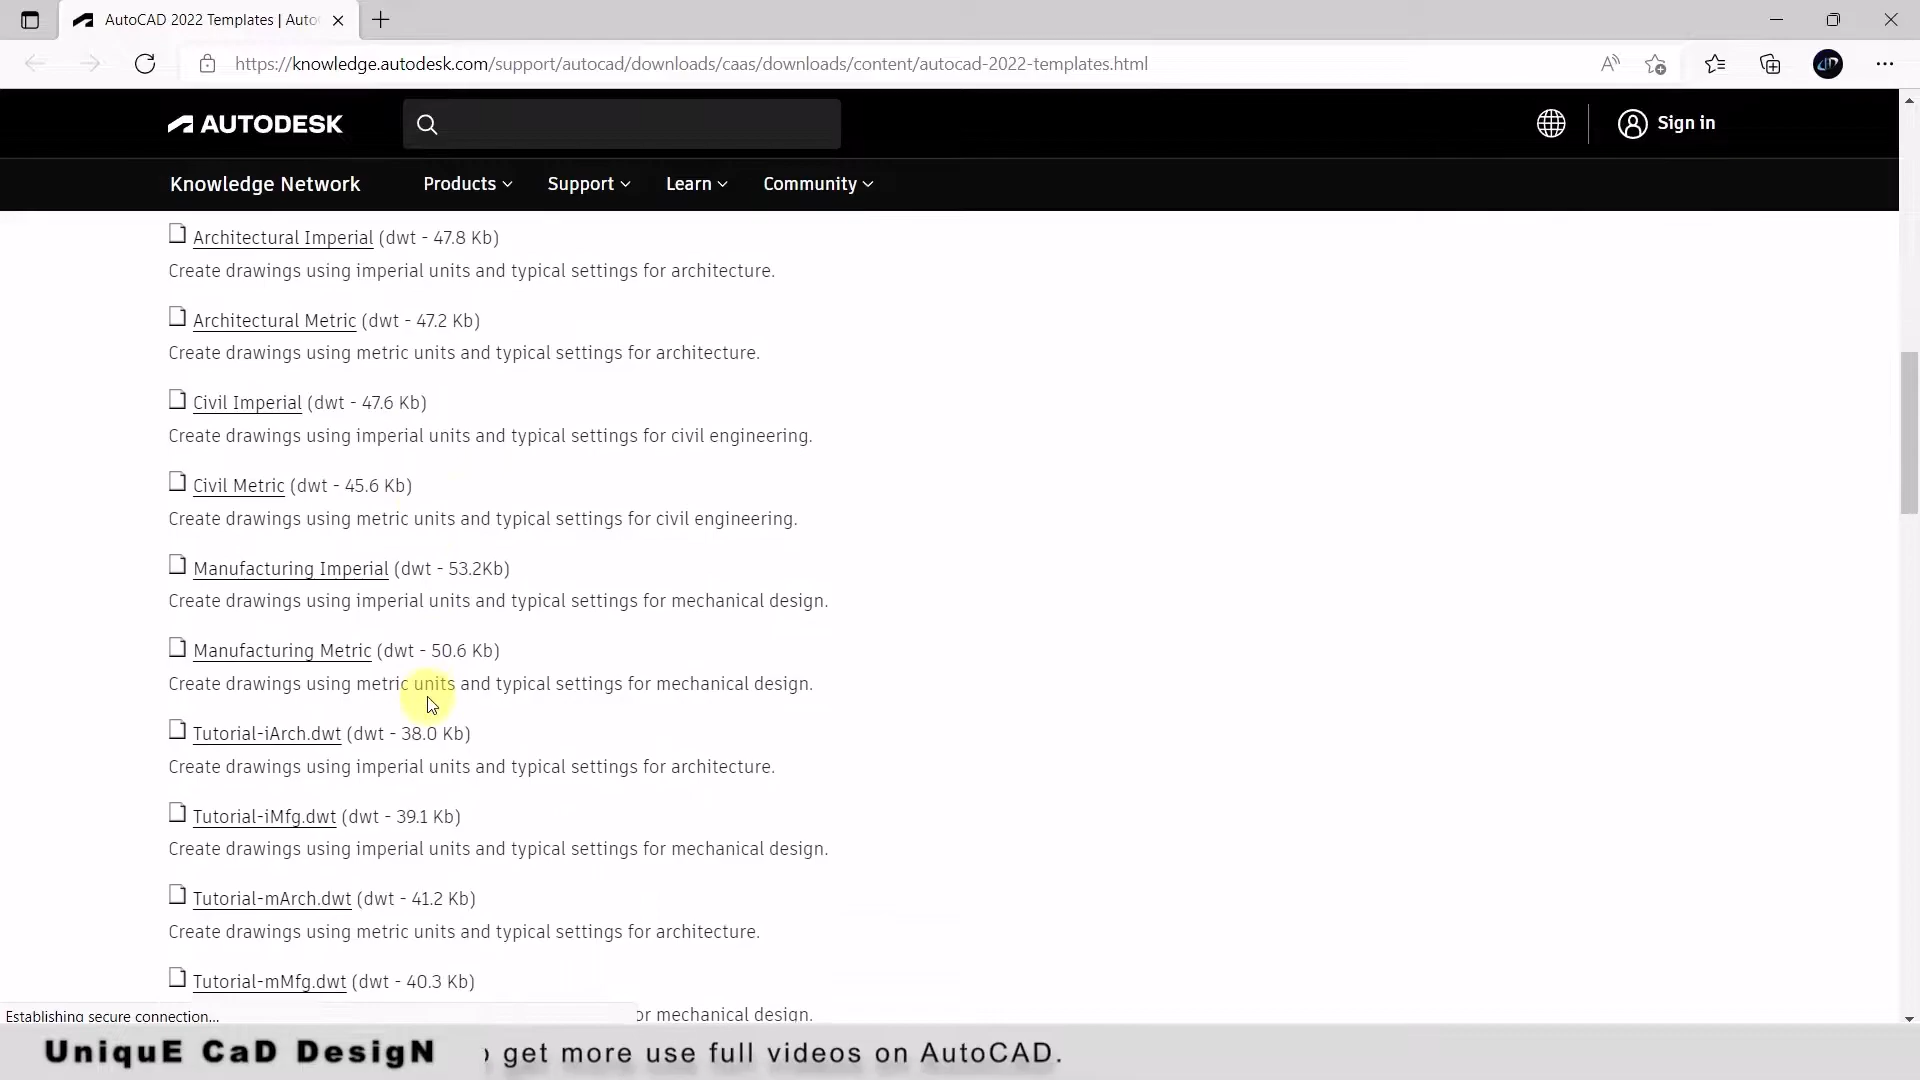 AutoCAD 2022 Templates | Auto
https://knowledge.autodesk.com/support/autocad/downloads/caas/downloads/content/autocad-2022-templates.html
AUTODESK
Sign in
Knowledge Network Products Support Learn Community
Architectural Imperial (dwt - 47.8 Kb)
Create drawings using imperial units and typical settings for architecture.
Architectural Metric (dwt - 47.2 Kb)
Create drawings using metric units and typical settings for architecture.
Civil Imperial (dwt - 47.6 Kb)
Create drawings using imperial units and typical settings for civil engineering.
Civil Metric (dwt - 45.6 Kb)
Create drawings using metric units and typical settings for civil engineering.
Manufacturing Imperial (dwt - 53.2Kb)
Create drawings using imperial units and typical settings for mechanical design.
Manufacturing Metric (dwt - 50.6 Kb)
Create drawings using metric units and typical settings for mechanical design.
Tutorial-iArch.dwt (dwt - 38.0 Kb)
Create drawings using imperial units and typical settings for architecture.
Tutorial-iMfg.dwt (dwt - 39.1 Kb)
Create drawings using imperial units and typical settings for mechanical design.
Tutorial-mArch.dwt (dwt - 41.2 Kb)
Create drawings using metric units and typical settings for architecture.
Tutorial-mMfg.dwt (dwt - 40.3 Kb)
or mechanical design.
Establishing secure connection...
UniquE CaD DesigN
get more use full videos on AutoCAD.